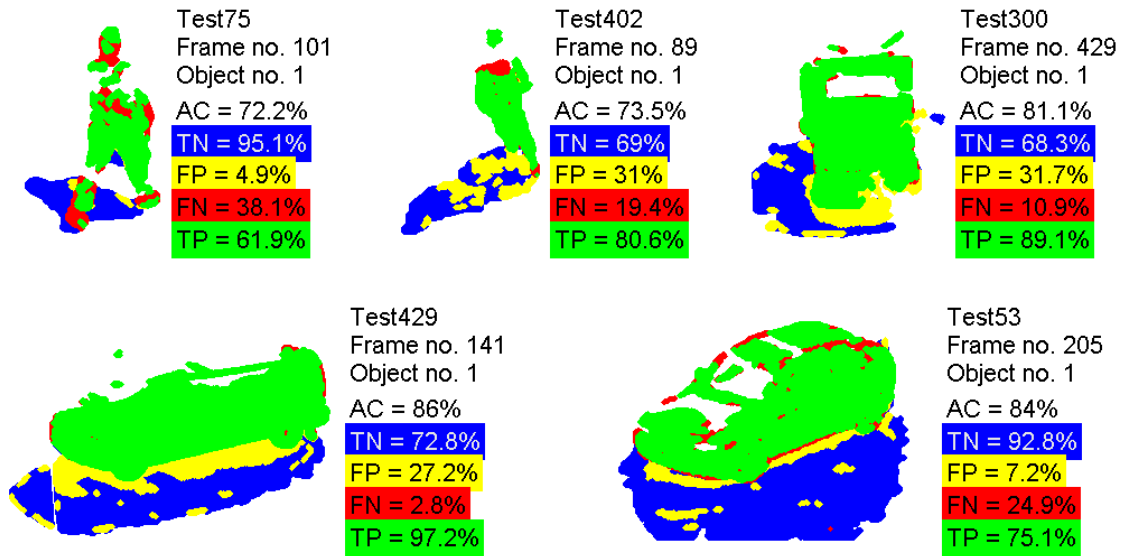 Test75
Frame no. 101
Object no. 1
AC = 72.2%
TN = 95.1%
FP = 4.9%
FN = 38.1%
TP = 61.9%
Test402
Frame no. 89
Object no. 1
AC = 73.5%
TN = 69%
FP = 31%
FN = 19.4%
TP = 80.6%
Test300
Frame no. 429
Object no. 1
AC = 81.1%
TN = 68.3%
FP = 31.7%
FN = 10.9%
TP = 89.1%
Test429
Frame no. 141
Object no. 1
AC = 86%
TN = 72.8%
FP = 27.2%
FN = 2.8%
TP = 97.2%
Test53
Frame no. 205
Object no. 1
AC = 84%
TN = 92.8%
FP = 7.2%
FN = 24.9%
TP = 75.1%